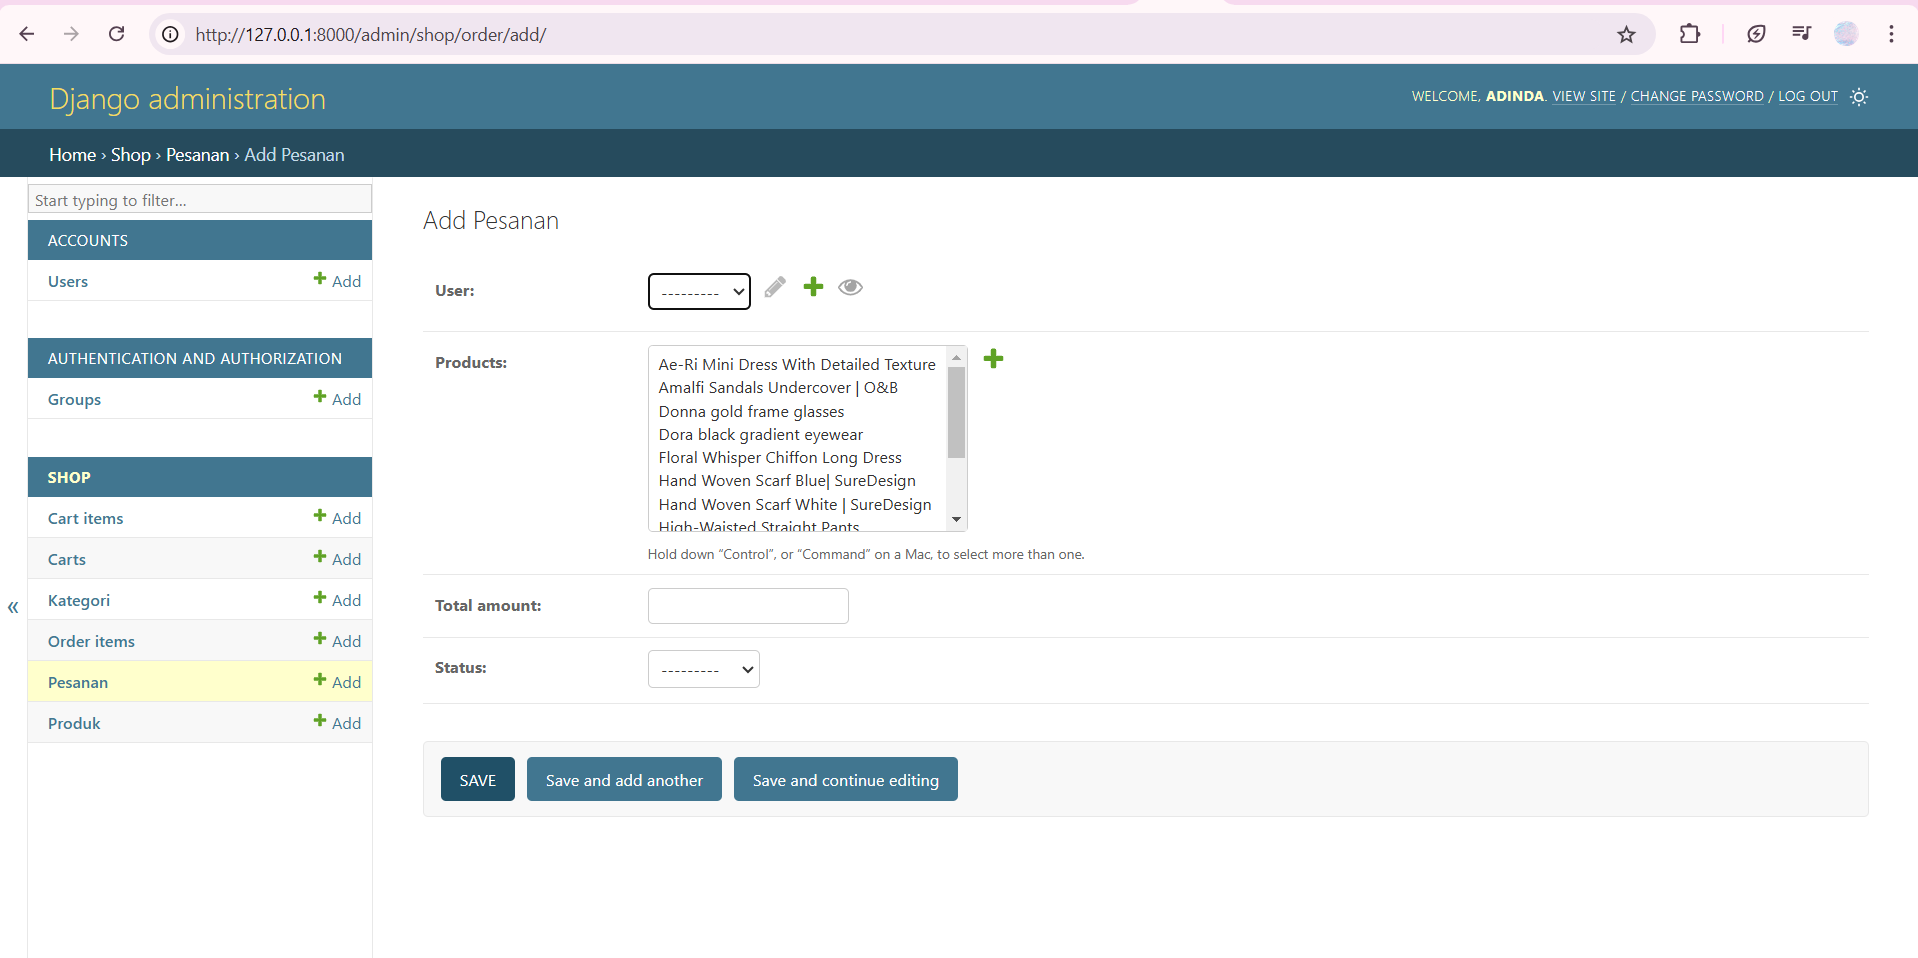 http://127.0.0.1:8000/admin/shop/order/add/
Django administration
WELCOME, ADINDA. VIEW SITE / CHANGE PASSWORD / LOG OUT
Home › Shop › Pesanan › Add Pesanan
Start typing to filter...
ACCOUNTS
Users Add
AUTHENTICATION AND AUTHORIZATION
Groups Add
SHOP
Cart items Add
Carts Add
Kategori Add
Order items Add
Pesanan Add
Produk Add
«
Add Pesanan
User: ---------
Products:
Ae-Ri Mini Dress With Detailed Texture
Amalfi Sandals Undercover | O&B
Donna gold frame glasses
Dora black gradient eyewear
Floral Whisper Chiffon Long Dress
Hand Woven Scarf Blue| SureDesign
Hand Woven Scarf White | SureDesign
High-Waisted Straight Pants
Hold down “Control”, or “Command” on a Mac, to select more than one.
Total amount:
Status: ---------
SAVE Save and add another Save and continue editing